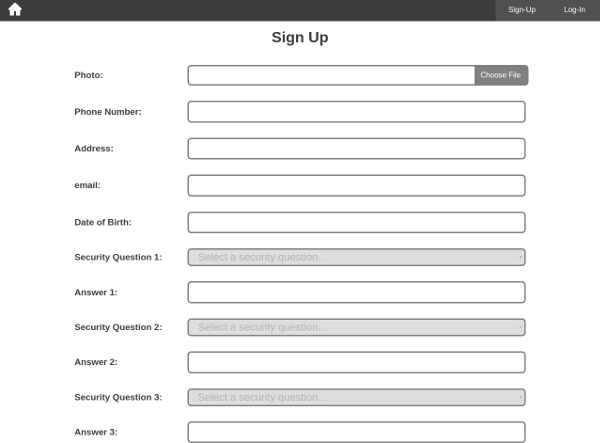 Sign-Up Log-In
Sign Up
Photo: Choose File
Phone Number:
Address:
email:
Date of Birth:
Security Question 1: Select a security question...
Answer 1:
Security Question 2: Select a security question...
Answer 2:
Security Question 3: Select a security question...
Answer 3: